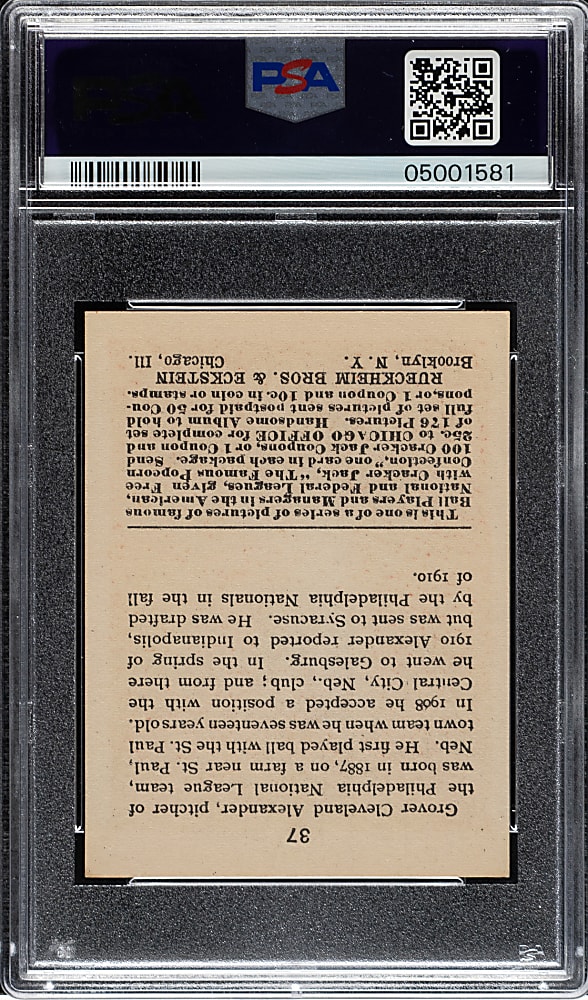 PSA
05001581
37
Grover Cleveland Alexander, pitcher of
the Philadelphia National League team,
was born in 1887, on a farm near St. Paul,
Neb. He first played ball with the St. Paul
town team when he was seventeen years old.
In 1908 he accepted a position with the
Central City, Neb., club; and from there
he went to Galesburg. In the spring of
1910 Alexander reported to Indianapolis,
but was sent to Syracuse. He was drafted
by the Philadelphia Nationals in the fall
of 1910.
This is one of a series of pictures of famous
Ball Players and Managers in the American,
National and Federal Leagues, given Free
with Cracker Jack, "The Famous Popcorn
Confection," one card in each package. Send
100 Cracker Jack Coupons, or 1 Coupon and
25c. to CHICAGO OFFICE for complete set
of 176 Pictures. Handsome Album to hold
full set of pictures sent postpaid for 50 Cou-
pons, or 1 Coupon and 10c. in coin or stamps.
RUECKHEIM BROS. & ECKSTEIN
Brooklyn, N. Y. Chicago, Ill.